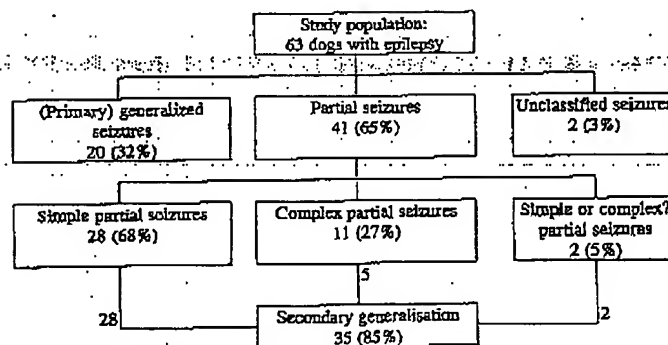 Study population:
63 dogs with epilepsy
(Primary) generalized
seizures
20 (32%)
Partial seizures
41 (65%)
Unclassified seizures
2 (3%)
Simple partial seizures
28 (68%)
Complex partial seizures
11 (27%)
Simple or complex?
partial seizures
2 (5%)
28
5
2
Secondary generalisation
35 (85%)